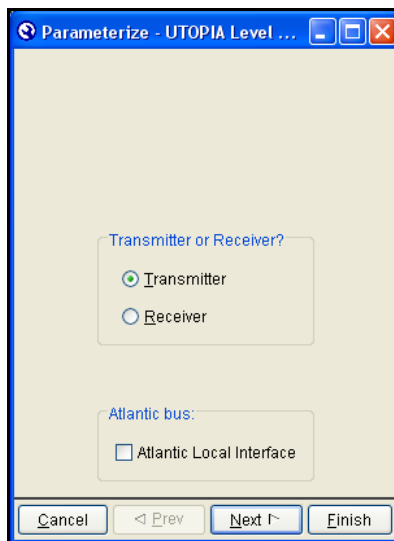 Parameterize - UTOPIA Level ...
Transmitter or Receiver?
Transmitter
Receiver
Atlantic bus:
Atlantic Local Interface
Cancel
Prev
Next
Finish